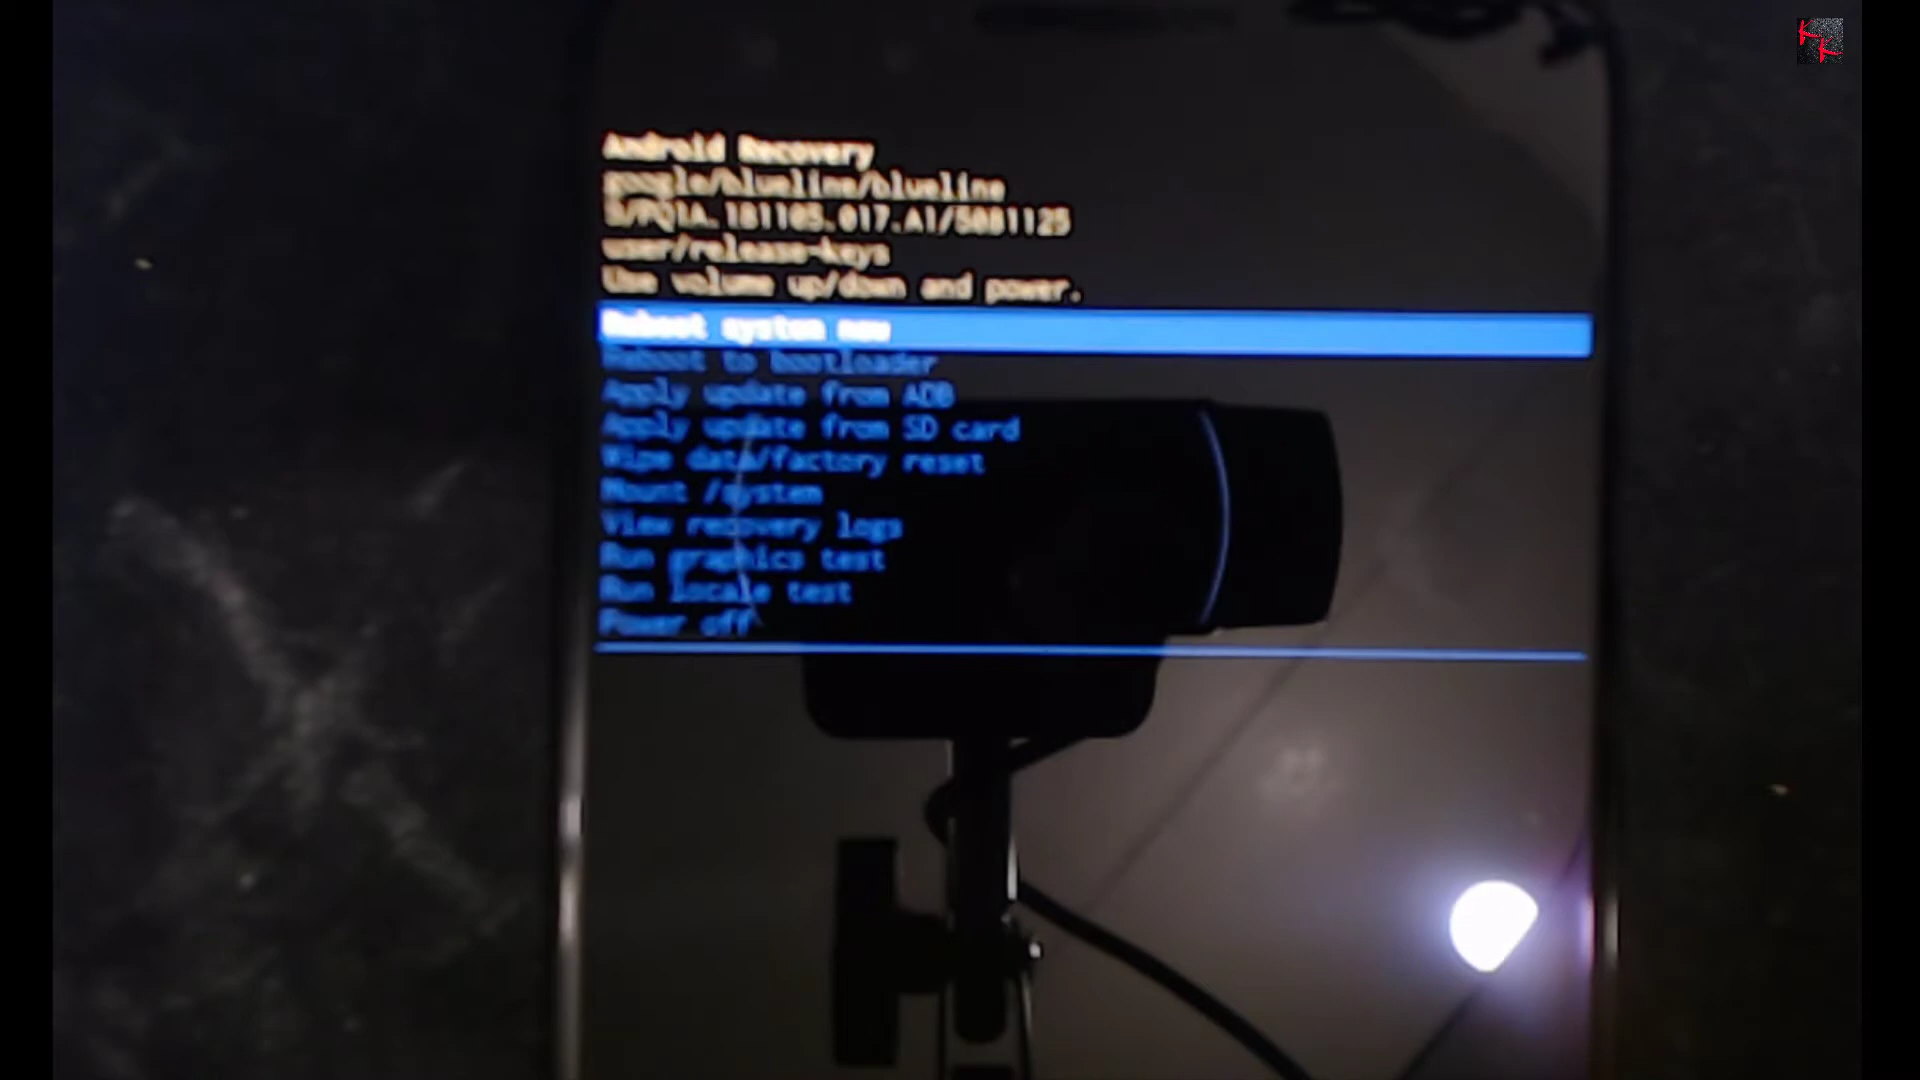 Android Recovery
google/blueline/blueline
9/PQ1A.181105.017.A1/5081125
user/release-keys
Use volume up/down and power.
Reboot system now
Reboot to bootloader
Apply update from ADB
Apply update from SD card
Wipe data/factory reset
Mount /system
View recovery logs
Run graphics test
Run locale test
Power off